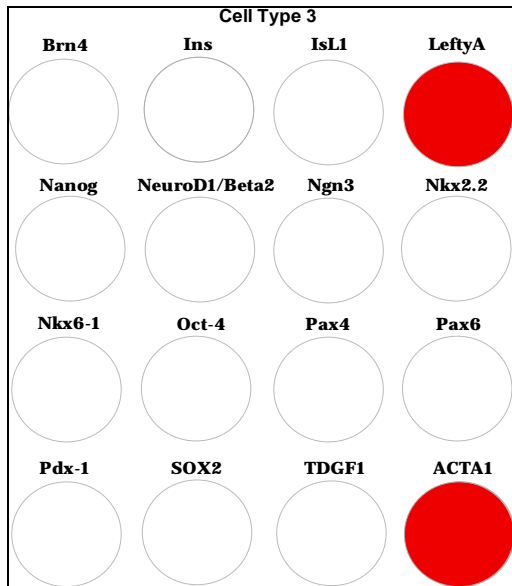 Cell Type 3
Brn4 Ins IsL1 LeftyA
Nanog NeuroD1/Beta2 Ngn3 Nkx2.2
Nkx6-1 Oct-4 Pax4 Pax6
Pdx-1 SOX2 TDGF1 ACTA1